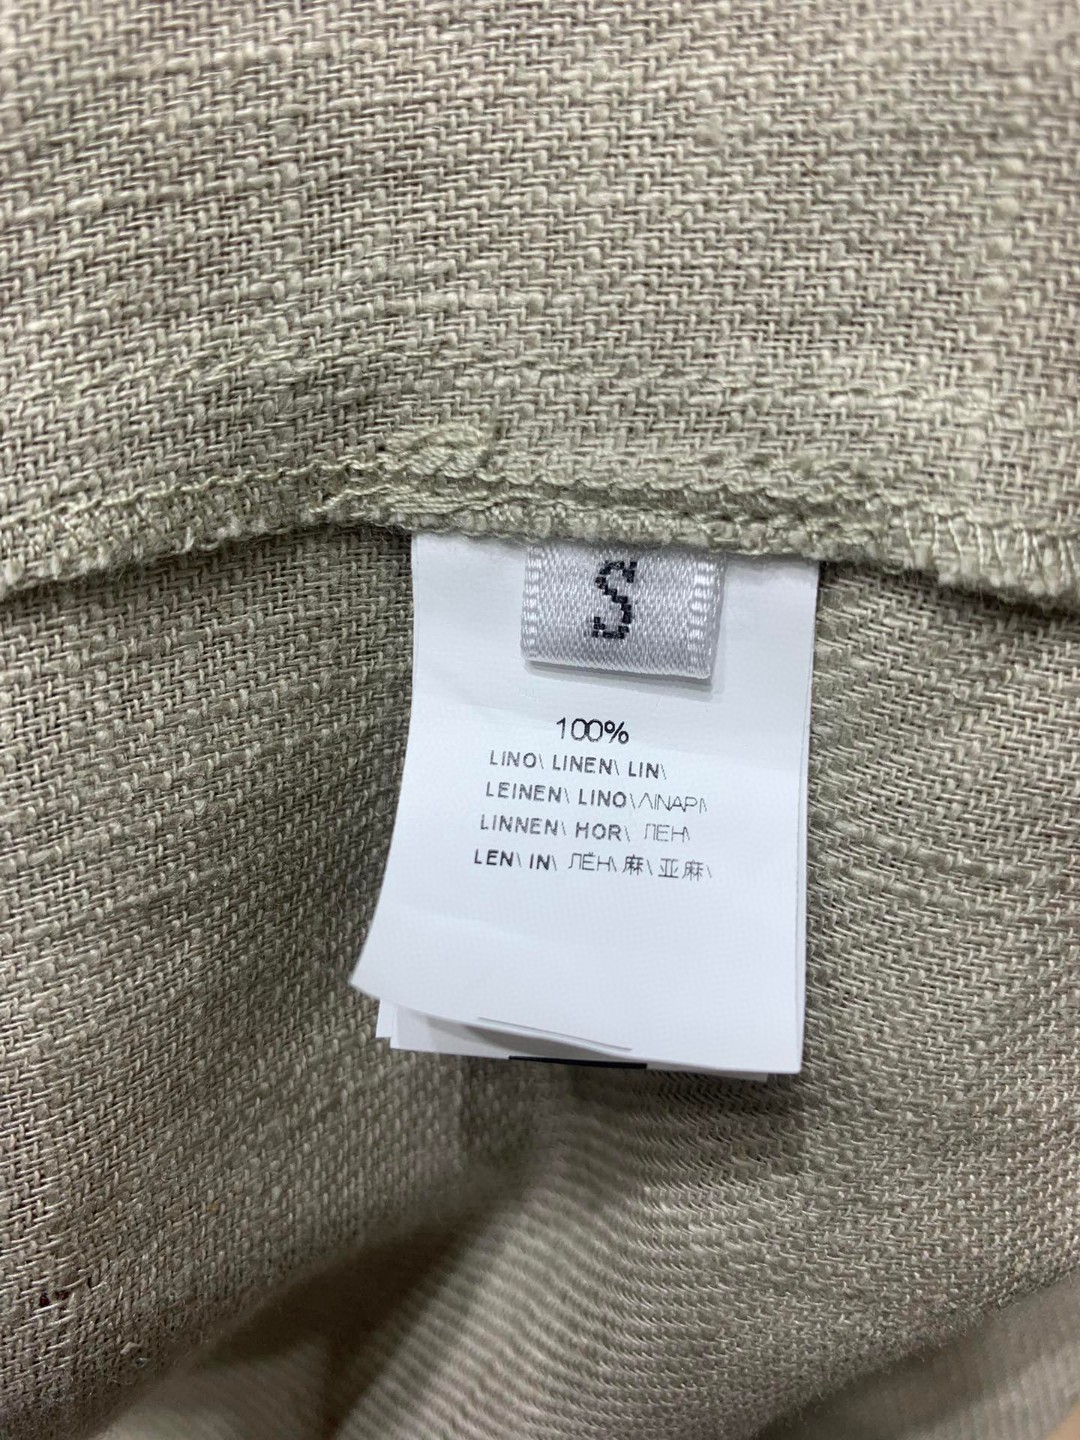 S
100%
LINO\ LINEN\ LIN\
LEINEN\ LINO\ΛΙΝΑΡΙ\
LINNEN\ HOR\ ЛЕН\
LEN\ IN\ ЛЁН\ 麻\ 亚麻\